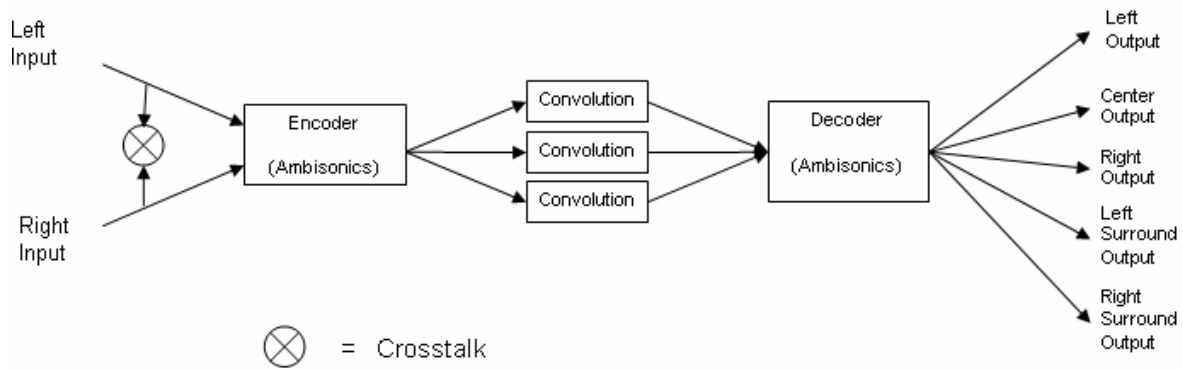 Left
Input
Right
Input
Encoder
(Ambisonics)
Convolution
Convolution
Convolution
Decoder
(Ambisonics)
Left
Output
Center
Output
Right
Output
Left
Surround
Output
Right
Surround
Output
= Crosstalk